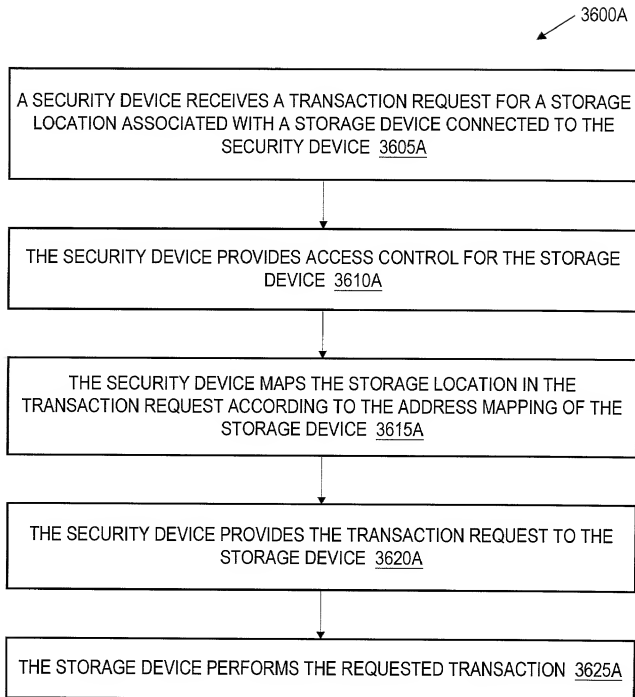 3600A
A SECURITY DEVICE RECEIVES A TRANSACTION REQUEST FOR A STORAGE
LOCATION ASSOCIATED WITH A STORAGE DEVICE CONNECTED TO THE
SECURITY DEVICE 3605A
THE SECURITY DEVICE PROVIDES ACCESS CONTROL FOR THE STORAGE
DEVICE 3610A
THE SECURITY DEVICE MAPS THE STORAGE LOCATION IN THE
TRANSACTION REQUEST ACCORDING TO THE ADDRESS MAPPING OF THE
STORAGE DEVICE 3615A
THE SECURITY DEVICE PROVIDES THE TRANSACTION REQUEST TO THE
STORAGE DEVICE 3620A
THE STORAGE DEVICE PERFORMS THE REQUESTED TRANSACTION 3625A